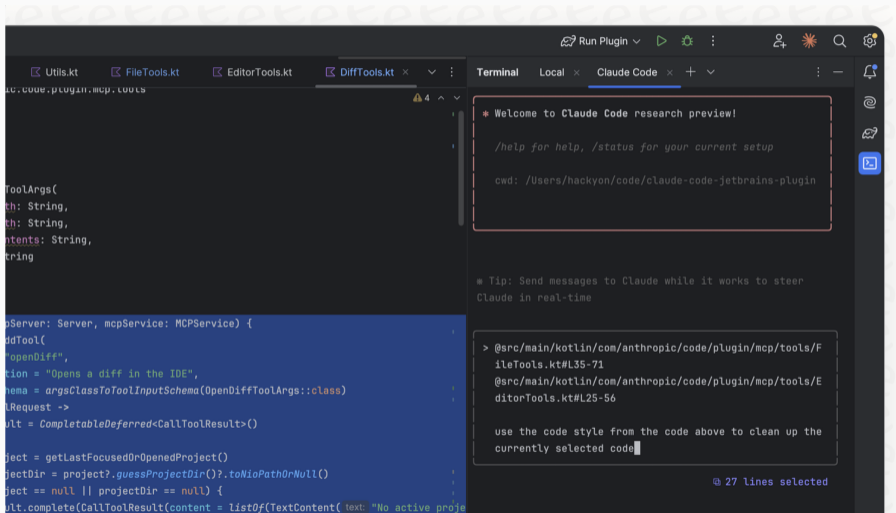 Run Plugin
Utils.kt FileTools.kt EditorTools.kt DiffTools.kt ×
Terminal Local × Claude Code ×
ic.code.plugin.mcp.tools
4
ToolArgs(
th: String,
th: String,
ntents: String,
tring
pServer: Server, mcpService: MCPService) {
ddTool(
"openDiff",
tion = "Opens a diff in the IDE",
hema = argsClassToToolInputSchema(OpenDiffToolArgs::class)
lRequest ->
ult = CompletableDeferred<CallToolResult>()
ject = getLastFocusedOrOpenedProject()
jectDir = project?.guessProjectDir()?.toNioPathOrNull()
ject == null || projectDir == null) {
ult.complete(CallToolResult(content = listOf(TextContent( text: "No active proje
* Welcome to Claude Code research preview!
/help for help, /status for your current setup
cwd: /Users/hackyon/code/claude-code-jetbrains-plugin
※ Tip: Send messages to Claude while it works to steer
Claude in real-time
> @src/main/kotlin/com/anthropic/code/plugin/mcp/tools/F
ileTools.kt#L35-71
@src/main/kotlin/com/anthropic/code/plugin/mcp/tools/E
ditorTools.kt#L25-56
use the code style from the code above to clean up the
currently selected code
27 lines selected